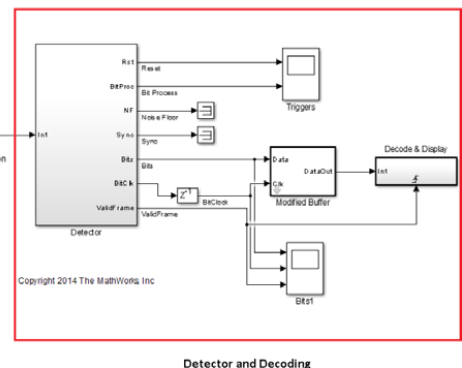 Rst
Reset
BitProc
Bit Process
Triggers
NF
Noise Floor
Sync
Sync
In1
on
Bits
Bits
BitClk
z-1
BitClock
ValidFrame
ValidFrame
Detector
Data
DataOut
Clk
Modified Buffer
Decode & Display
In1
Bits1
Copyright 2014 The MathWorks, Inc
Detector and Decoding